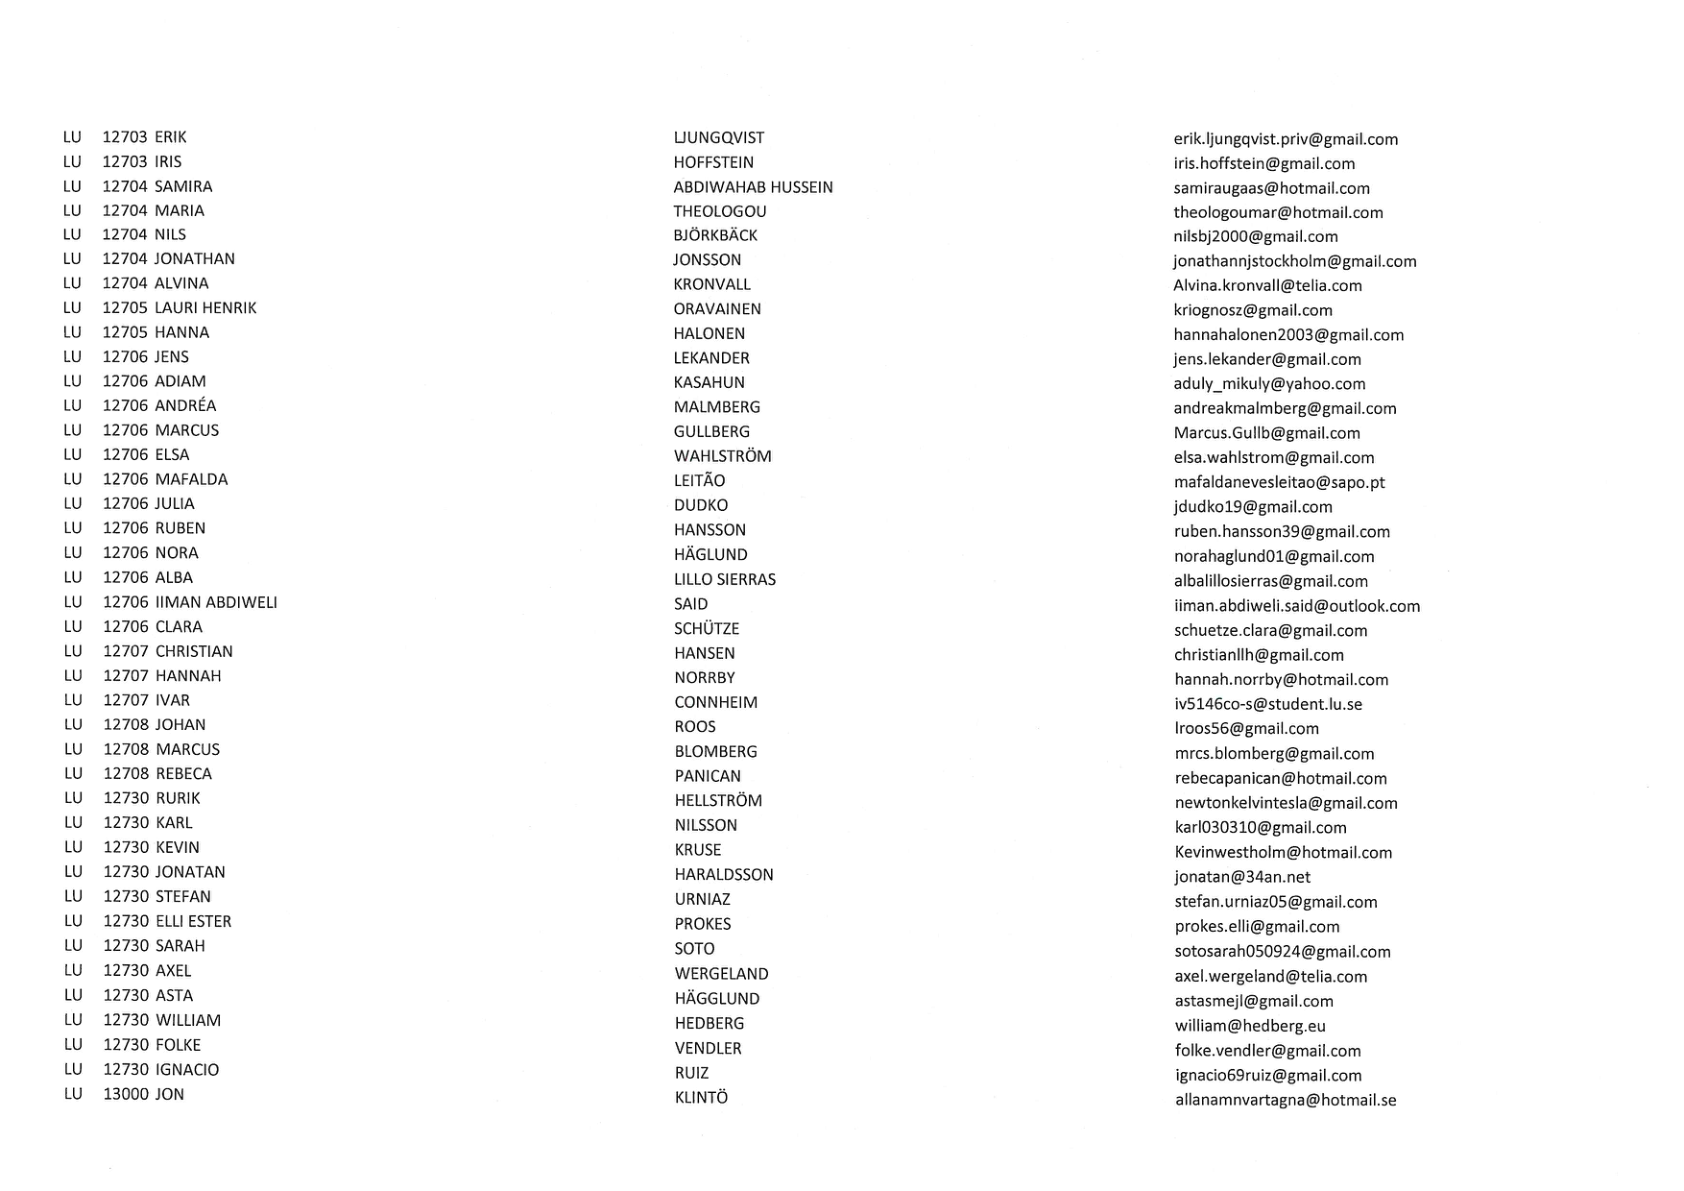 LU 12703 ERIK LJUNGQVIST erik.ljungqvist.priv@gmail.com
LU 12703 IRIS HOFFSTEIN iris.hoffstein@gmail.com
LU 12704 SAMIRA ABDIWAHAB HUSSEIN samiraugaas@hotmail.com
LU 12704 MARIA THEOLOGOU theologoumar@hotmail.com
LU 12704 NILS BJÖRKBÄCK nilsbj2000@gmail.com
LU 12704 JONATHAN JONSSON jonathannjstockholm@gmail.com
LU 12704 ALVINA KRONVALL Alvina.kronvall@telia.com
LU 12705 LAURI HENRIK ORAVAINEN kriognosz@gmail.com
LU 12705 HANNA HALONEN hannahalonen2003@gmail.com
LU 12706 JENS LEKANDER jens.lekander@gmail.com
LU 12706 ADIAM KASAHUN aduly_mikuly@yahoo.com
LU 12706 ANDRÉA MALMBERG andreakmalmberg@gmail.com
LU 12706 MARCUS GULLBERG Marcus.Gullb@gmail.com
LU 12706 ELSA WAHLSTRÖM elsa.wahlstrom@gmail.com
LU 12706 MAFALDA LEITÃO mafaldanevesleitao@sapo.pt
LU 12706 JULIA DUDKO jdudko19@gmail.com
LU 12706 RUBEN HANSSON ruben.hansson39@gmail.com
LU 12706 NORA HÄGLUND norahaglund01@gmail.com
LU 12706 ALBA LILLO SIERRAS albalillosierras@gmail.com
LU 12706 IIMAN ABDIWELI SAID iiman.abdiweli.said@outlook.com
LU 12706 CLARA SCHÜTZE schuetze.clara@gmail.com
LU 12707 CHRISTIAN HANSEN christianllh@gmail.com
LU 12707 HANNAH NORRBY hannah.norrby@hotmail.com
LU 12707 IVAR CONNHEIM iv5146co-s@student.lu.se
LU 12708 JOHAN ROOS lroos56@gmail.com
LU 12708 MARCUS BLOMBERG mrcs.blomberg@gmail.com
LU 12708 REBECA PANICAN rebecapanican@hotmail.com
LU 12730 RURIK HELLSTRÖM newtonkelvintesla@gmail.com
LU 12730 KARL NILSSON karl030310@gmail.com
LU 12730 KEVIN KRUSE Kevinwestholm@hotmail.com
LU 12730 JONATAN HARALDSSON jonatan@34an.net
LU 12730 STEFAN URNIAZ stefan.urniaz05@gmail.com
LU 12730 ELLI ESTER PROKES prokes.elli@gmail.com
LU 12730 SARAH SOTO sotosarah050924@gmail.com
LU 12730 AXEL WERGELAND axel.wergeland@telia.com
LU 12730 ASTA HÄGGLUND astasmejl@gmail.com
LU 12730 WILLIAM HEDBERG william@hedberg.eu
LU 12730 FOLKE VENDLER folke.vendler@gmail.com
LU 12730 IGNACIO RUIZ ignacio69ruiz@gmail.com
LU 13000 JON KLINTÖ allanamnvartagna@hotmail.se